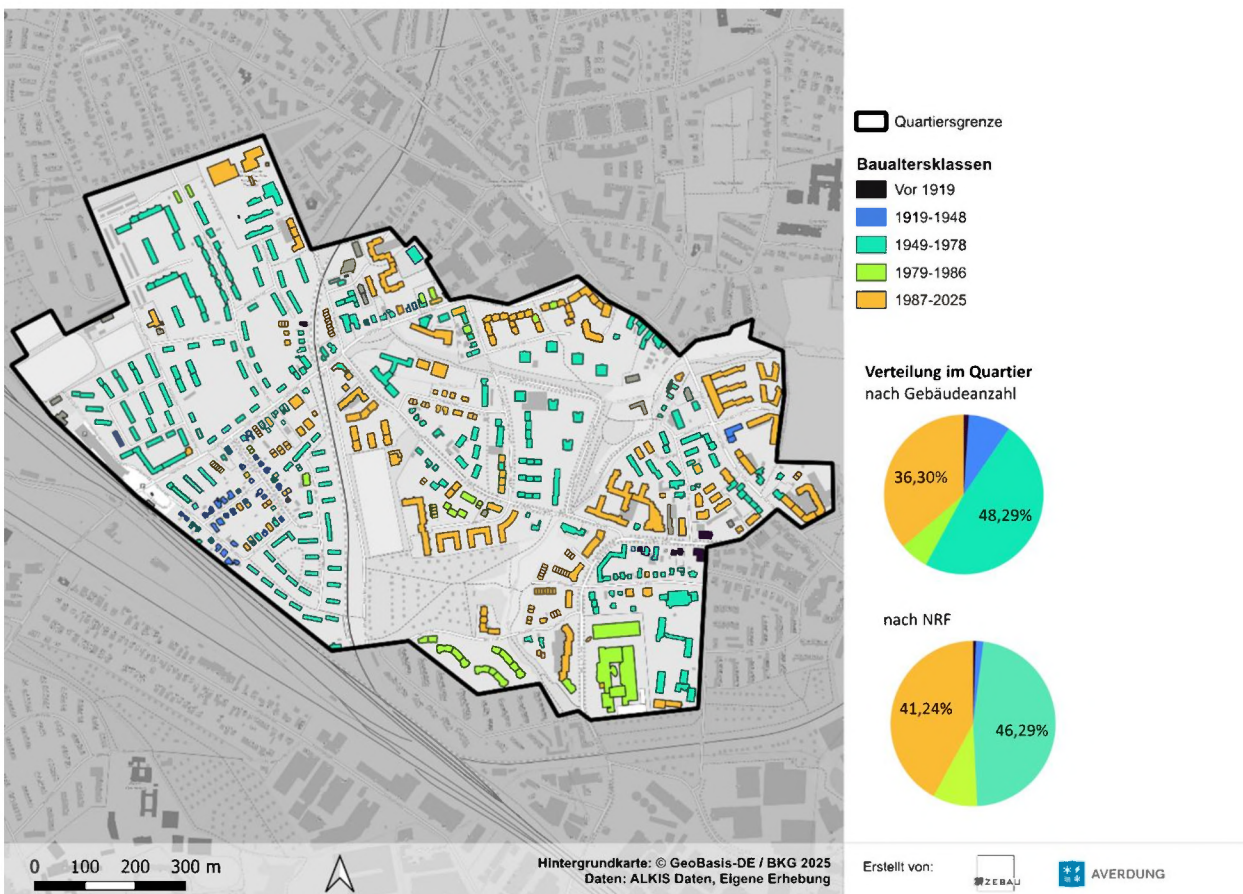 Quartiersgrenze
Baualtersklassen
Vor 1919
1919-1948
1949-1978
1979-1986
1987-2025
Verteilung im Quartier
nach Gebäudeanzahl
36,30%
48,29%
nach NRF
41,24%
46,29%
0 100 200 300 m
Hintergrundkarte: © GeoBasis-DE / BKG 2025
Daten: ALKIS Daten, Eigene Erhebung
Erstellt von:
ZEBAU
AVERDUNG